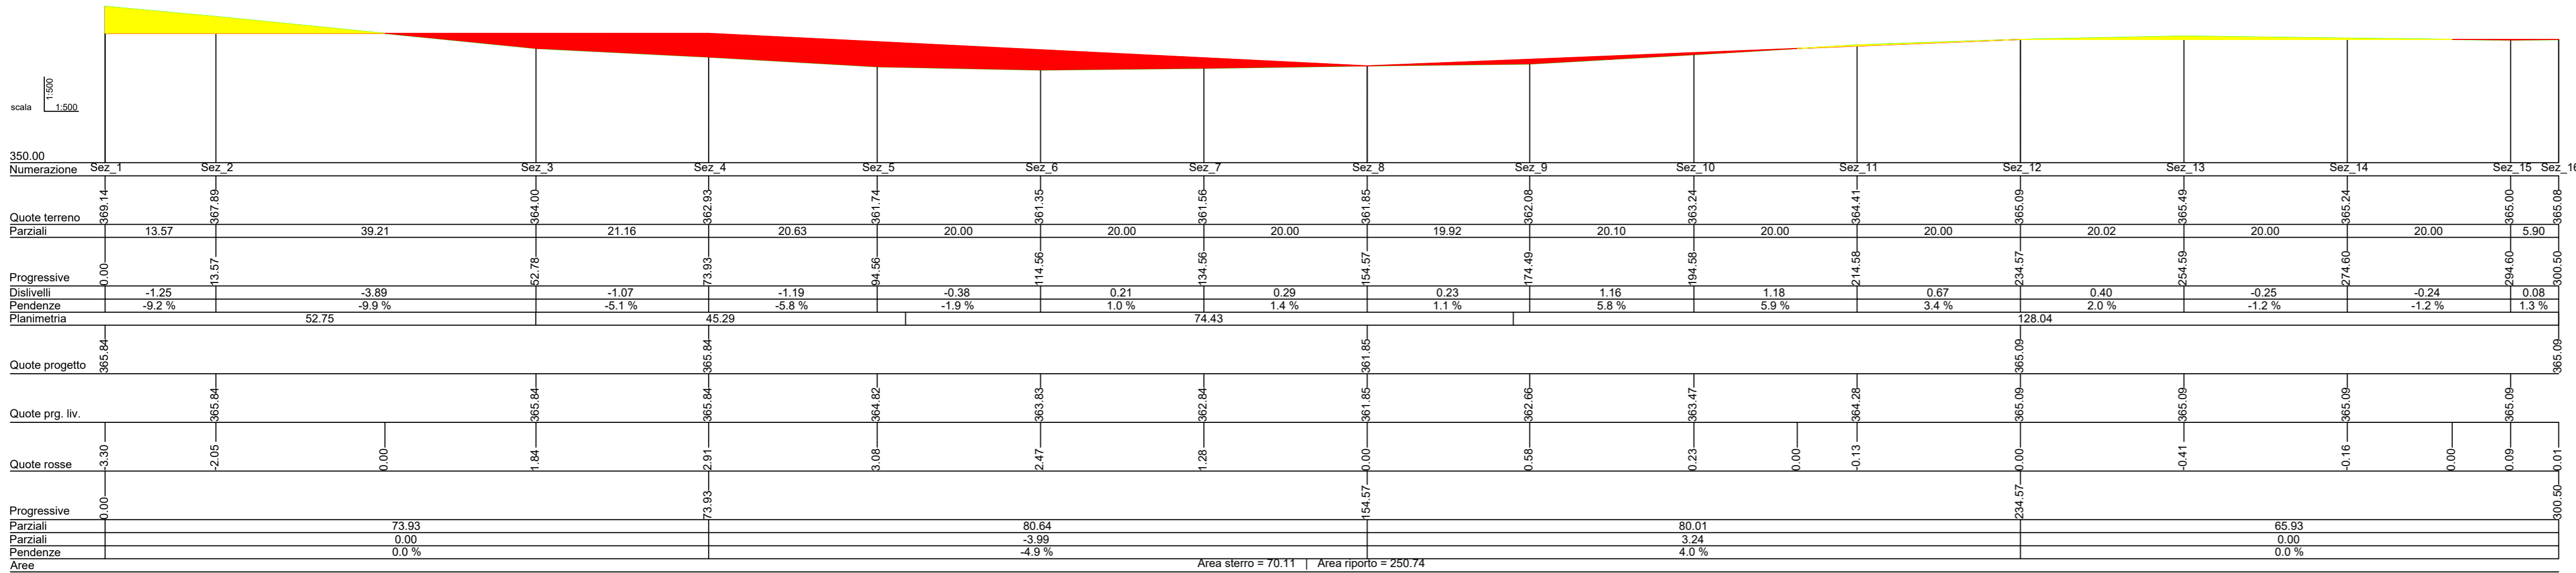 scala 1:500 1:500
350.00
Numerazione Sez_1 Sez_2 Sez_3 Sez_4 Sez_5 Sez_6 Sez_7 Sez_8 Sez_9 Sez_10 Sez_11 Sez_12 Sez_13 Sez_14 Sez_15 Sez_16
Quote terreno 369.14 367.89 364.00 362.93 361.74 361.35 361.56 361.85 362.08 363.24 364.41 365.09 365.49 365.24 365.00 365.08
Parziali 13.57 39.21 21.16 20.63 20.00 20.00 20.00 19.92 20.10 20.00 20.00 20.02 20.00 20.00 5.90
Progressive 0.00 13.57 52.78 73.93 94.56 114.56 134.56 154.57 174.49 194.58 214.58 234.57 254.59 274.60 294.60 300.50
Dislivelli -1.25 -3.89 -1.07 -1.19 -0.38 0.21 0.29 0.23 1.16 1.18 0.67 0.40 -0.25 -0.24 0.08
Pendenze -9.2 % -9.9 % -5.1 % -5.8 % -1.9 % 1.0 % 1.4 % 1.1 % 5.8 % 5.9 % 3.4 % 2.0 % -1.2 % -1.2 % 1.3 %
Planimetria 52.75 45.29 74.43 128.04
Quote progetto 365.84 365.84 361.85 365.09 365.09
Quote prg. liv. 365.84 365.84 365.84 364.82 363.83 362.84 361.85 362.66 363.47 364.28 365.09 365.09 365.09 365.09
Quote rosse -3.30 -2.05 0.00 1.84 2.91 3.08 2.47 1.28 0.00 0.58 0.23 0.00 -0.13 0.00 -0.41 -0.16 0.00 0.09 0.01
Progressive 0.00 73.93 154.57 234.57 300.50
Parziali 73.93 80.64 80.01 65.93
Parziali 0.00 -3.99 3.24 0.00
Pendenze 0.0 % -4.9 % 4.0 % 0.0 %
Aree Area sterro = 70.11 | Area riporto = 250.74